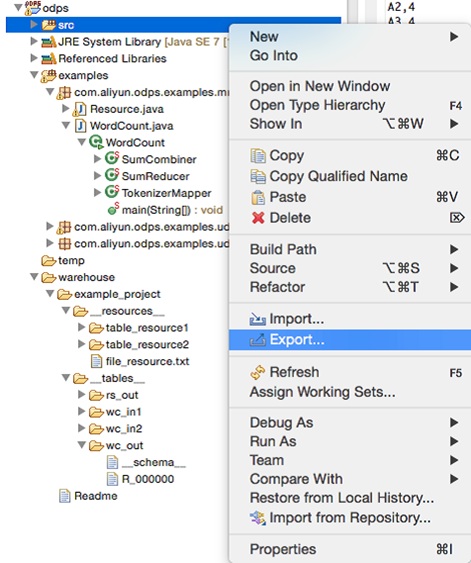 odps
src
JRE System Library [Java SE 7 [
Referenced Libraries
examples
com.aliyun.odps.examples.m
Resource.java
WordCount.java
WordCount
SumCombiner
SumReducer
TokenizerMapper
main(String[]) : void
com.aliyun.odps.examples.ud
com.aliyun.odps.examples.ud
temp
warehouse
example_project
__resources__
table_resource1
table_resource2
file_resource.txt
__tables__
rs_out
wc_in1
wc_in2
wc_out
__schema__
R_000000
Readme
A2,4
A3,4
New
Go Into
Open in New Window
Open Type Hierarchy F4
Show In ⌥⌘W
Copy ⌘C
Copy Qualified Name
Paste ⌘V
Delete ⌦
Build Path
Source ⌥⌘S
Refactor ⌥⌘T
Import...
Export...
Refresh F5
Assign Working Sets...
Debug As
Run As
Team
Compare With
Restore from Local History...
Import from Repository...
Properties ⌘I